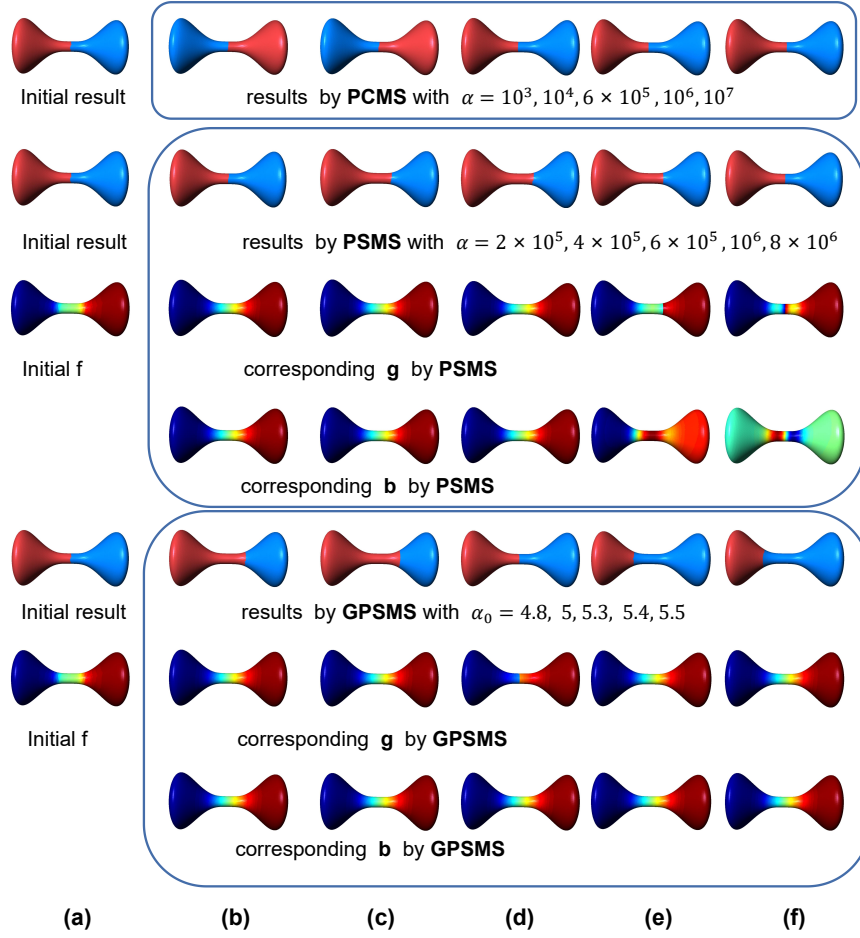 Initial result
results by PCMS with α = 10³, 10⁴, 6 × 10⁵, 10⁶, 10⁷
Initial result
results by PSMS with α = 2 × 10⁵, 4 × 10⁵, 6 × 10⁵, 10⁶, 8 × 10⁶
Initial f
corresponding g by PSMS
corresponding b by PSMS
Initial result
results by GPSMS with α₀ = 4.8, 5, 5.3, 5.4, 5.5
Initial f
corresponding g by GPSMS
corresponding b by GPSMS
(a) (b) (c) (d) (e) (f)